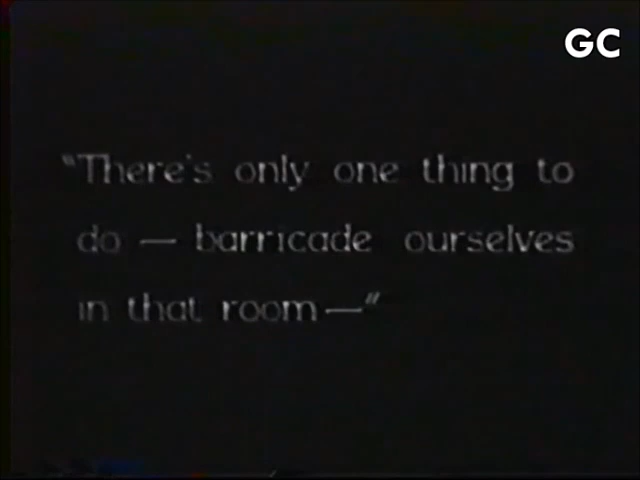 GC
"There's only one thing to
do — barricade ourselves
in that room —"